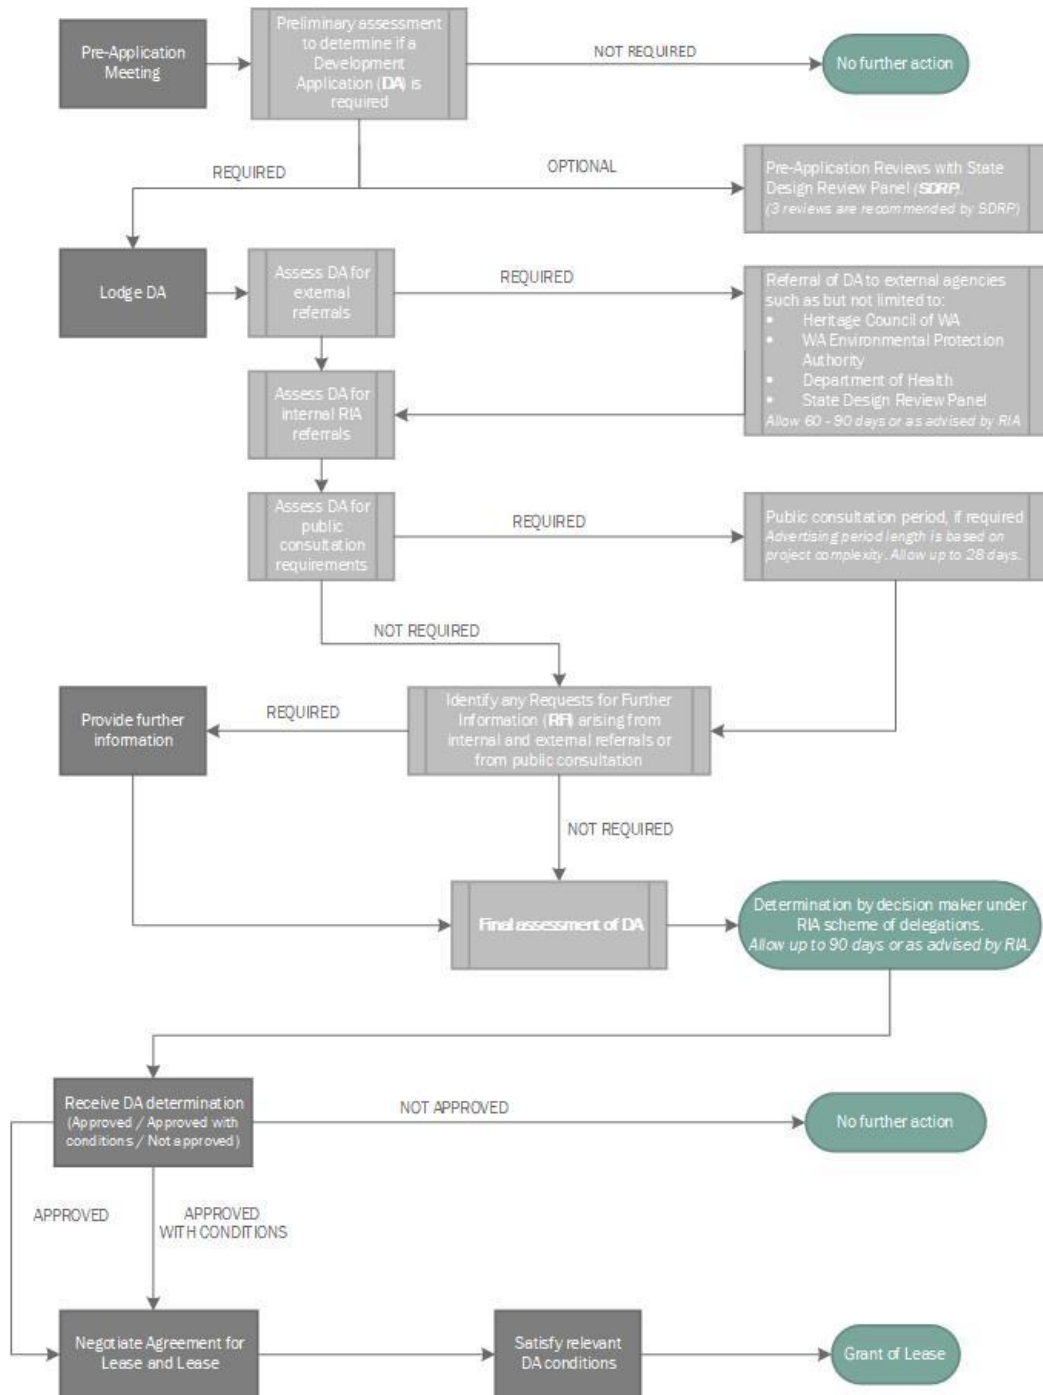 Pre-Application
Meeting
Preliminary assessment
to determine if a
Development
Application (DA) is
required
NOT REQUIRED
No further action
REQUIRED
OPTIONAL
Pre-Application Reviews with State
Design Review Panel (SDRP).
(3 reviews are recommended by SDRP)
Lodge DA
Assess DA for
external
referrals
REQUIRED
Referral of DA to external agencies
such as but not limited to:
• Heritage Council of WA
• WA Environmental Protection
Authority
• Department of Health
• State Design Review Panel
Allow 60 - 90 days or as advised by RIA
Assess DA for
internal RIA
referrals
Assess DA for
public
consultation
requirements
REQUIRED
Public consultation period, if required
Advertising period length is based on
project complexity. Allow up to 28 days.
NOT REQUIRED
Provide further
information
REQUIRED
Identify any Requests for Further
Information (RFI) arising from
internal and external referrals or
from public consultation
NOT REQUIRED
Final assessment of DA
Determination by decision maker under
RIA scheme of delegations.
Allow up to 90 days or as advised by RIA.
Receive DA determination
(Approved / Approved with
conditions / Not approved)
NOT APPROVED
No further action
APPROVED
APPROVED
WITH CONDITIONS
Negotiate Agreement for
Lease and Lease
Satisfy relevant
DA conditions
Grant of Lease